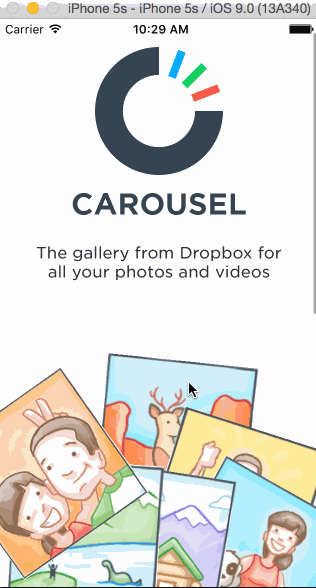 iPhone 5s - iPhone 5s / iOS 9.0 (13A340)
Carrier 10:29 AM
CAROUSEL
The gallery from Dropbox for
all your photos and videos